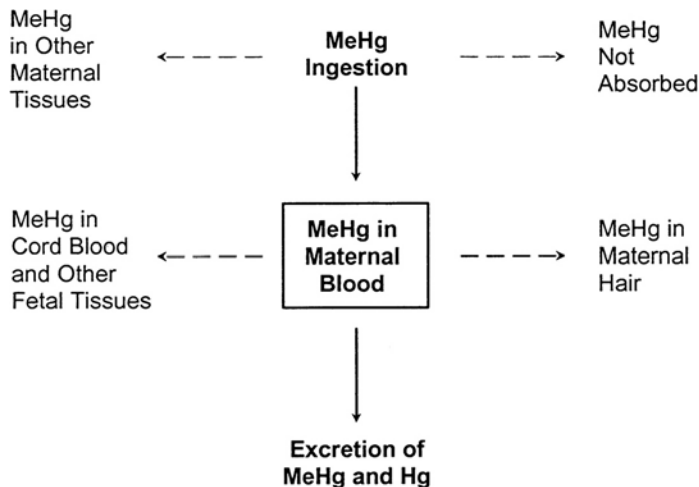 MeHg
in Other
Maternal
Tissues
MeHg
Ingestion
MeHg
Not
Absorbed
MeHg in
Cord Blood
and Other
Fetal Tissues
MeHg in
Maternal
Blood
MeHg in
Maternal
Hair
Excretion of
MeHg and Hg